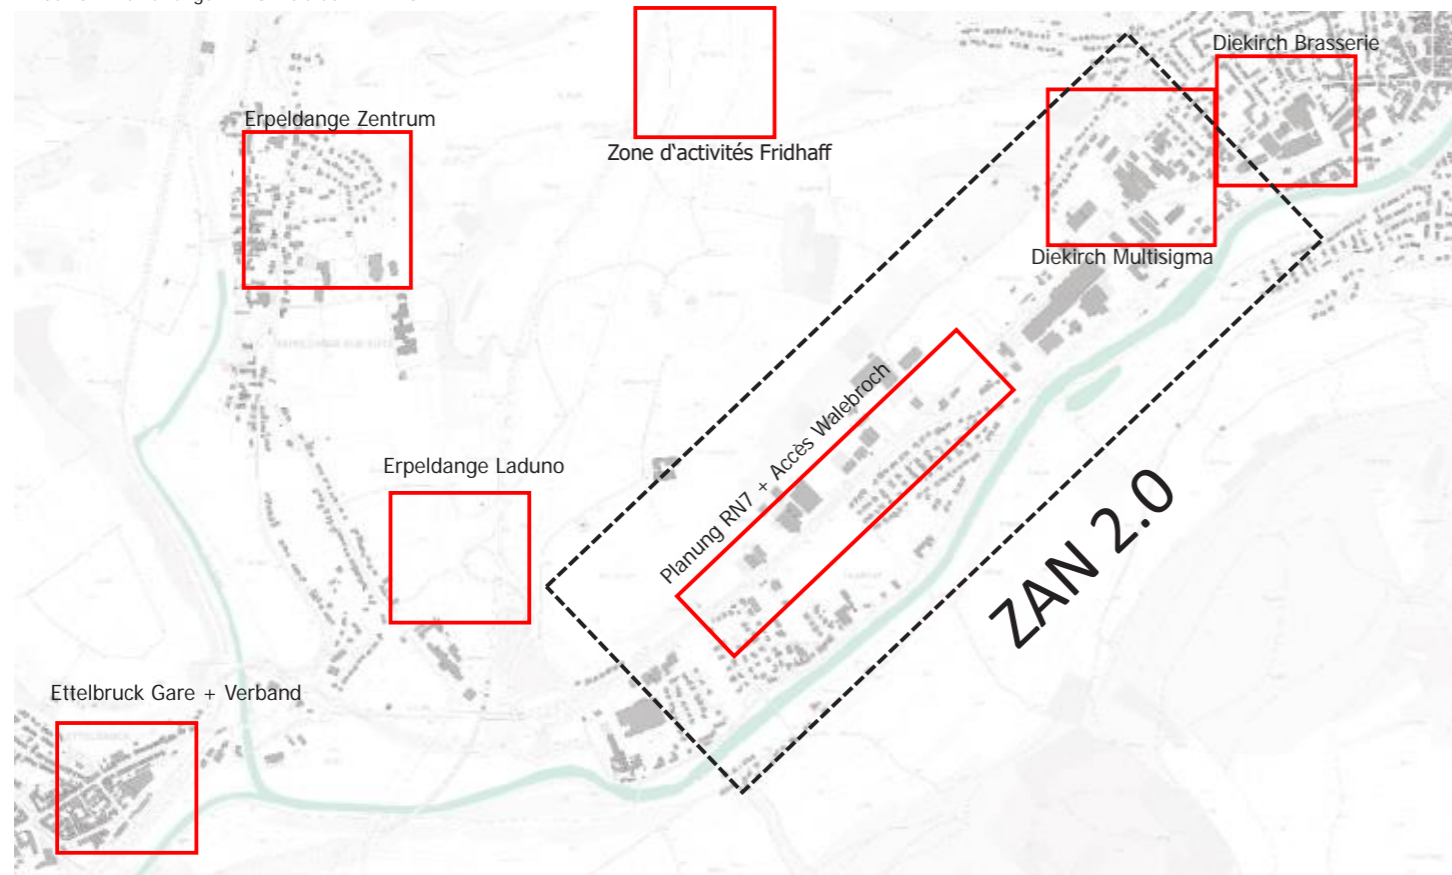 Diekirch Brasserie
Erpeldange Zentrum
Zone d'activités Fridhaff
Diekirch Multisigma
Planung RN7 + Accès Walebroch
Erpeldange Laduno
ZAN 2.0
Ettelbruck Gare + Verband